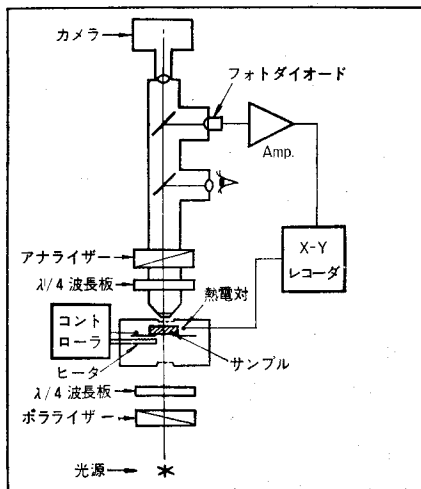 カメラ
フォトダイオード
Amp.
X-Y
レコーダ
アナライザー
λ/4 波長板
熱電対
コント
ローラ
ヒータ
サンプル
λ/4 波長板
ポラライザー
光源